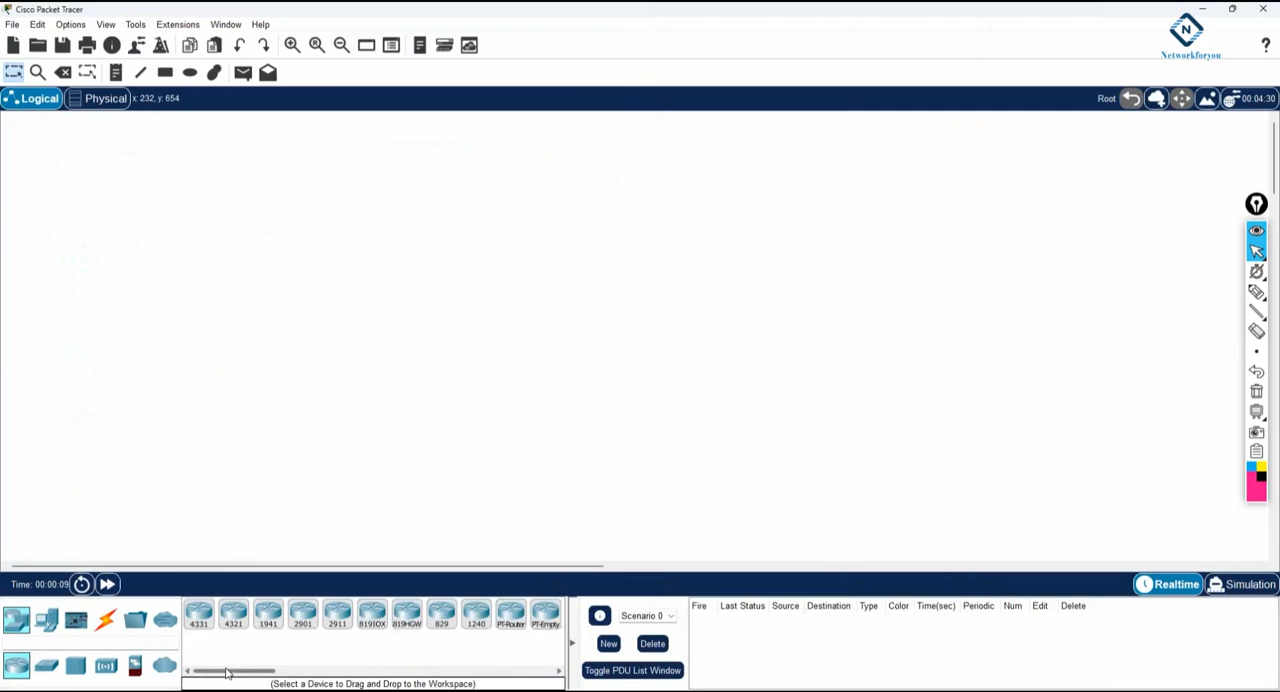 Cisco Packet Tracer
File Edit Options View Tools Extensions Window Help
N
Networkforyou
?
Logical Physical x: 232, y: 654 Root 00:04:30
Time: 00:00:09 Realtime Simulation
4331 4321 1941 2901 2911 819IOX 819HGW 829 1240 PT-Router PT-Empty
Scenario 0
New Delete
Toggle PDU List Window
Fire Last Status Source Destination Type Color Time(sec) Periodic Num Edit Delete
(Select a Device to Drag and Drop to the Workspace)